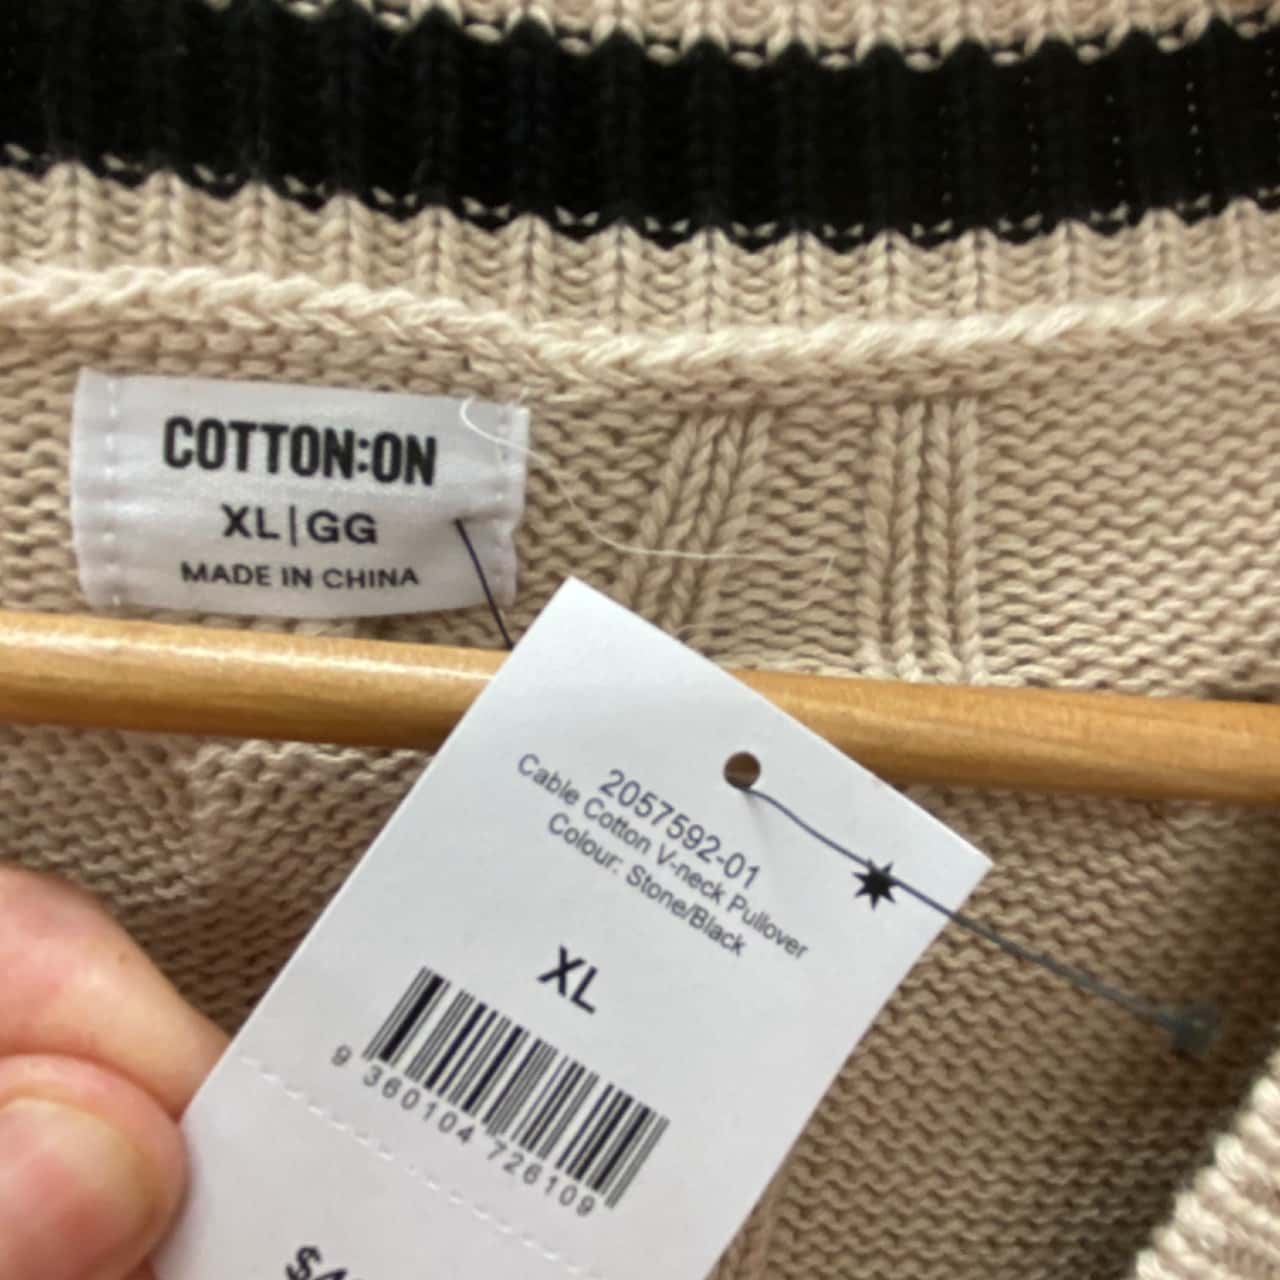 COTTON:ON
XL|GG
MADE IN CHINA
2057592-01
Cable Cotton V-neck Pullover
Colour: Stone/Black
XL
9 360104 726109